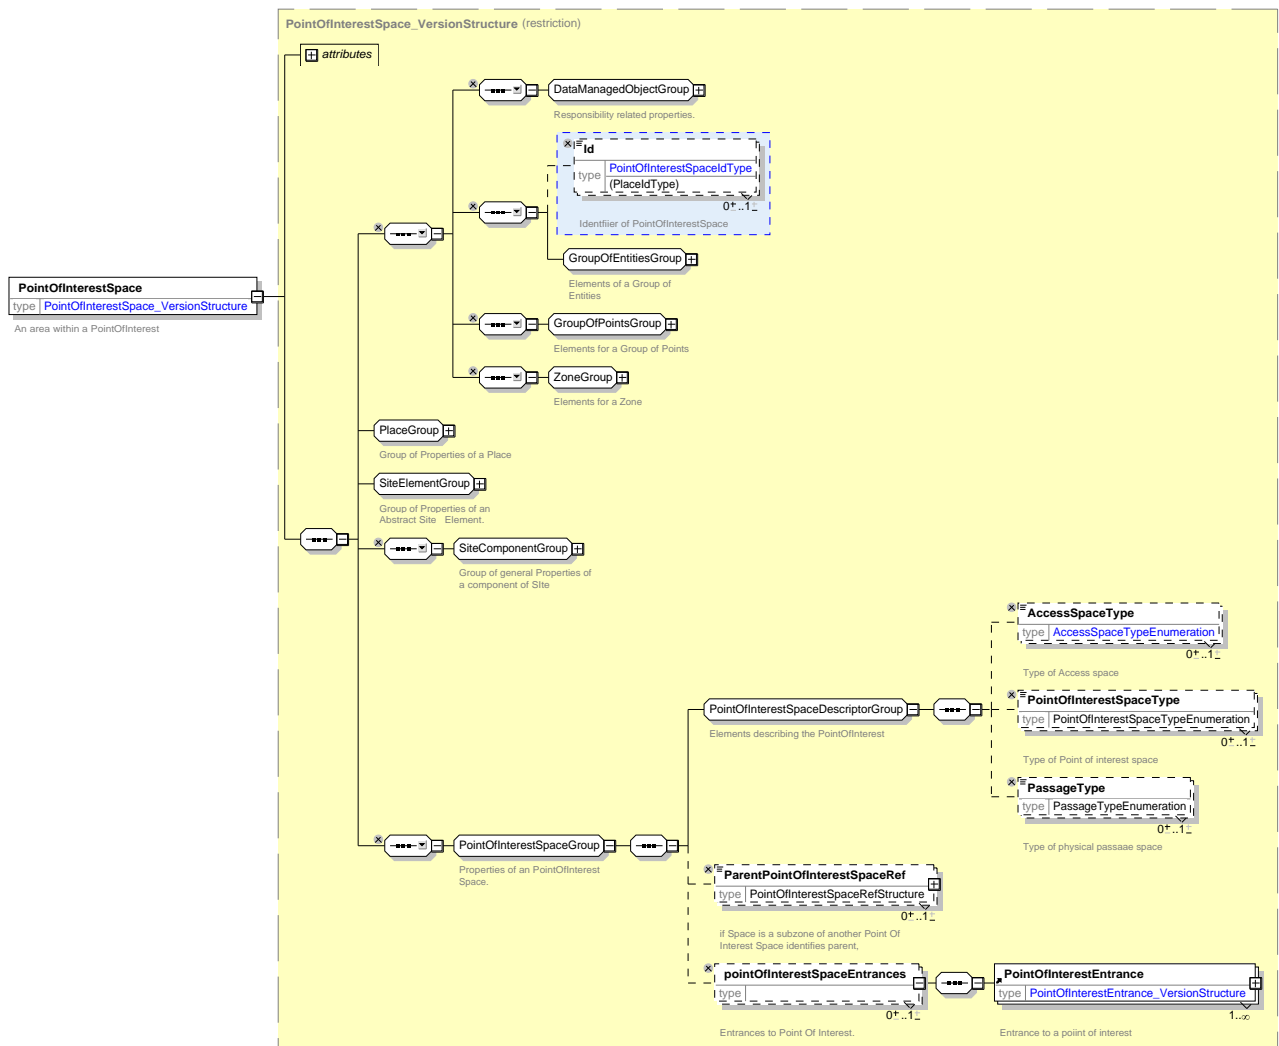 PointOfInterestSpace_VersionStructure (restriction)
attributes
DataManagedObjectGroup
Responsibility related properties.
Id
type PointOfInterestSpaceIdType
(PlaceIdType)
0..1
Identfiier of PointOfInterestSpace
GroupOfEntitiesGroup
Elements of a Group of
Entities
PointOfInterestSpace
type PointOfInterestSpace_VersionStructure
An area within a PointOfInterest
GroupOfPointsGroup
Elements for a Group of Points
ZoneGroup
Elements for a Zone
PlaceGroup
Group of Properties of a Place
SiteElementGroup
Group of Properties of an
Abstract Site Element.
SiteComponentGroup
Group of general Properties of
a component of SIte
AccessSpaceType
type AccessSpaceTypeEnumeration
0..1
Type of Access space
PointOfInterestSpaceDescriptorGroup
Elements describing the PointOfInterest
PointOfInterestSpaceType
type PointOfInterestSpaceTypeEnumeration
0..1
Type of Point of interest space
PassageType
type PassageTypeEnumeration
0..1
Type of physical passaae space
PointOfInterestSpaceGroup
Properties of an PointOfInterest
Space.
ParentPointOfInterestSpaceRef
type PointOfInterestSpaceRefStructure
0..1
if Space is a subzone of another Point Of
Interest Space identifies parent,
pointOfInterestSpaceEntrances
type
0..1
Entrances to Point Of Interest.
PointOfInterestEntrance
type PointOfInterestEntrance_VersionStructure
1..∞
Entrance to a poiint of interest